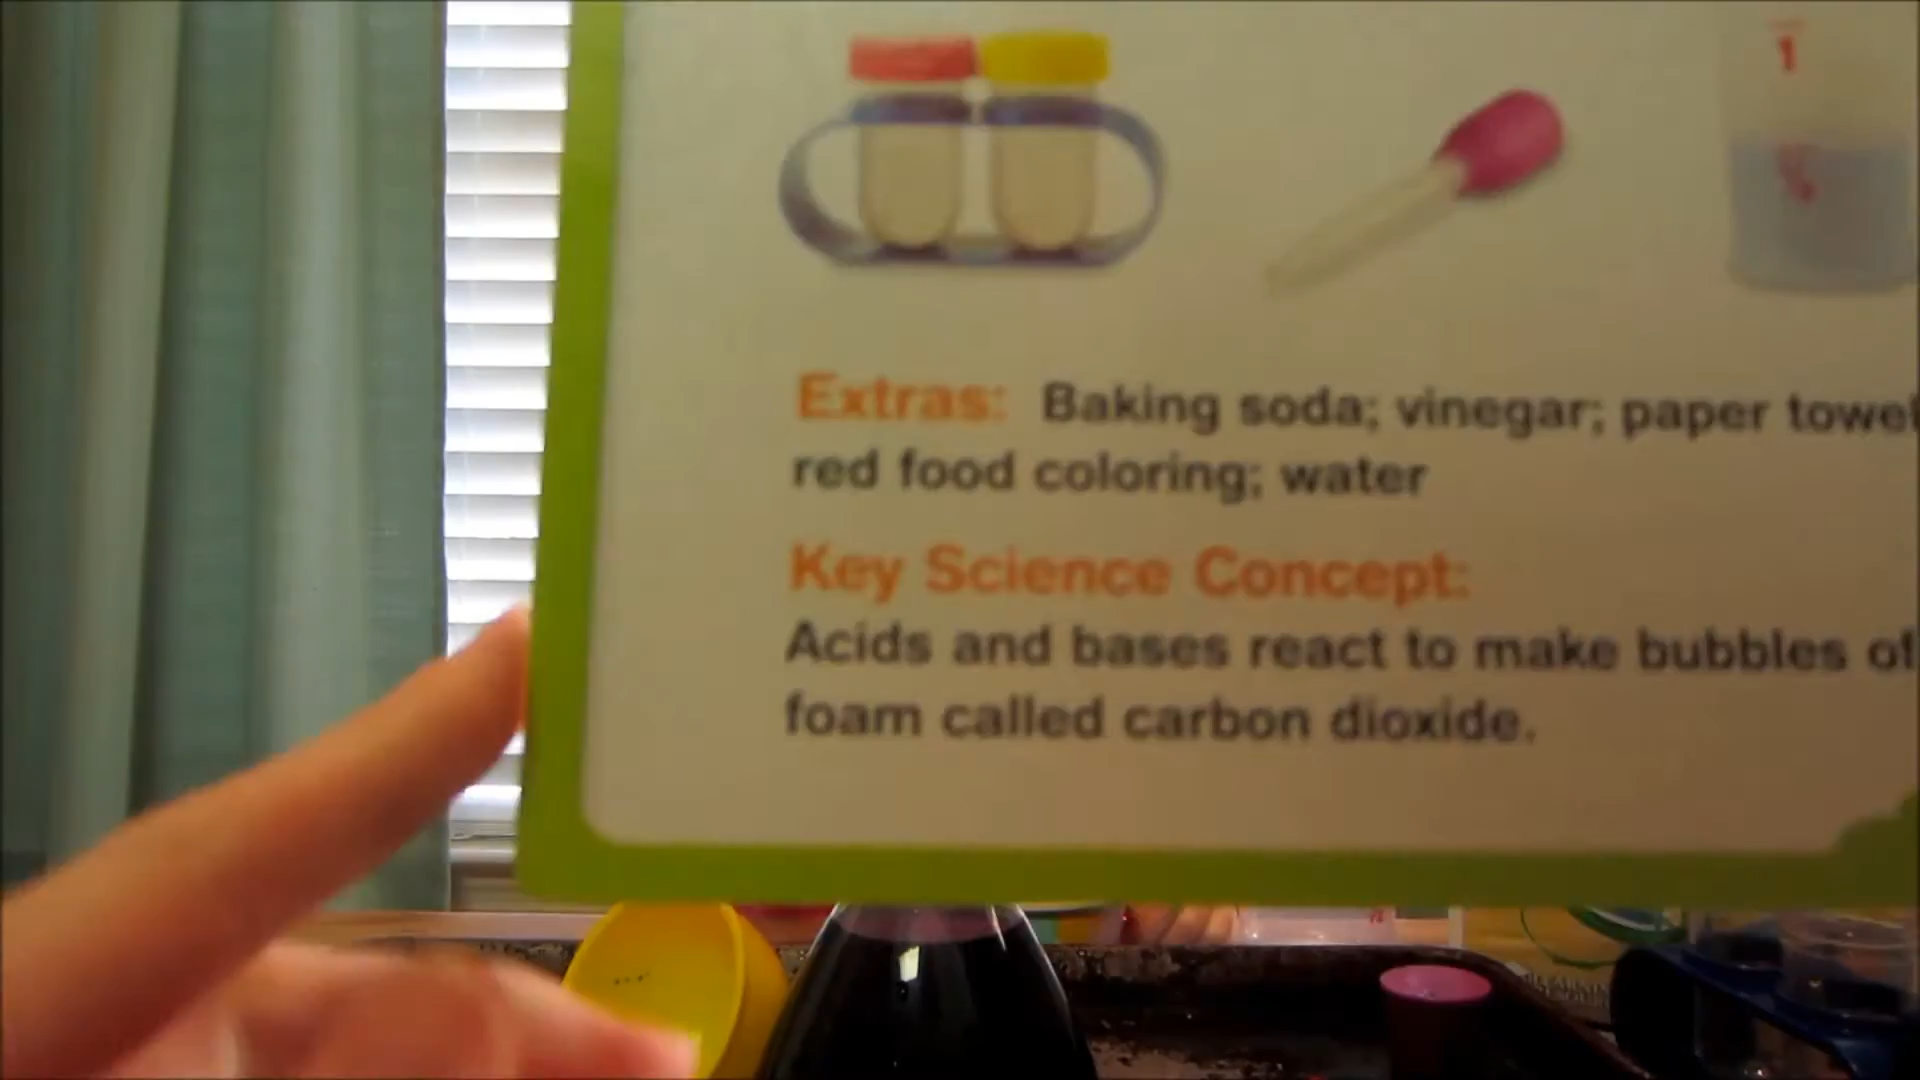 1
Extras: Baking soda; vinegar; paper towel
red food coloring; water
Key Science Concept:
Acids and bases react to make bubbles of
foam called carbon dioxide.